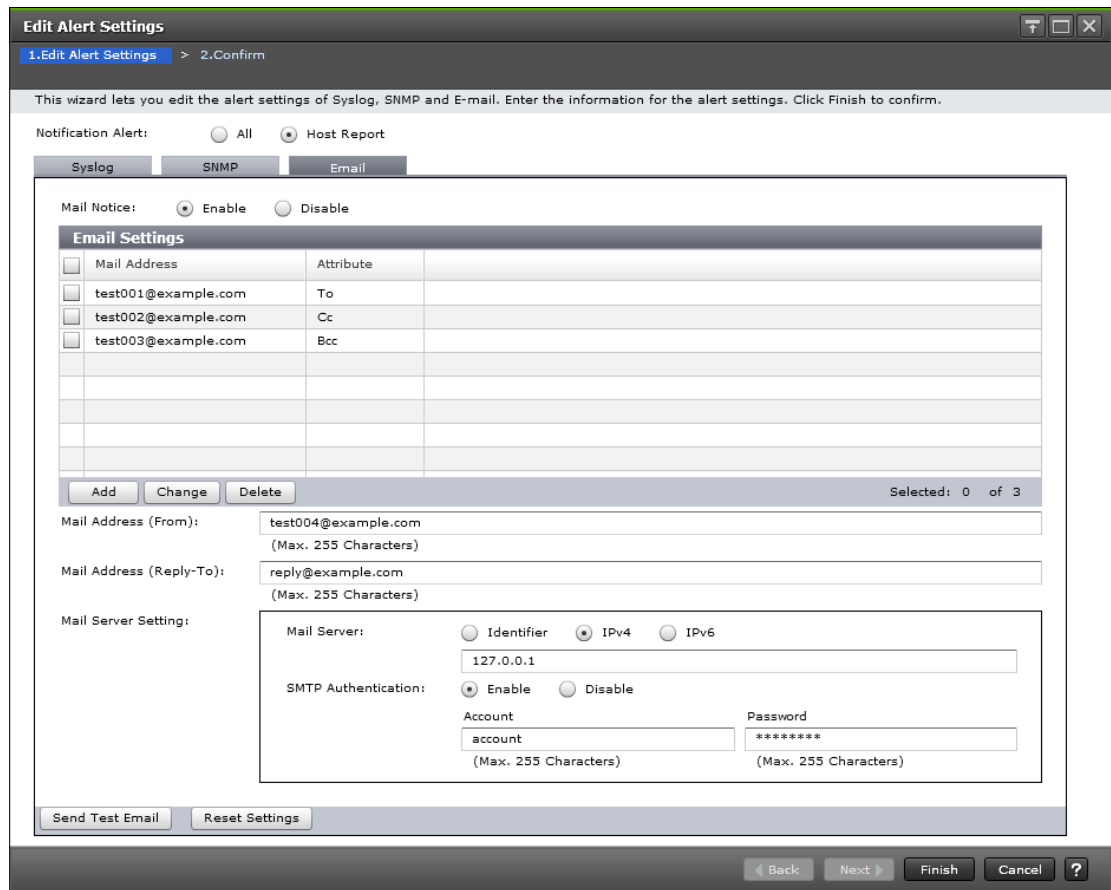 Edit Alert Settings
1.Edit Alert Settings > 2.Confirm
This wizard lets you edit the alert settings of Syslog, SNMP and E-mail. Enter the information for the alert settings. Click Finish to confirm.
Notification Alert: All Host Report
Syslog SNMP Email
Mail Notice: Enable Disable
Email Settings
Mail Address Attribute
test001@example.com To
test002@example.com Cc
test003@example.com Bcc
Add Change Delete Selected: 0 of 3
Mail Address (From): test004@example.com
(Max. 255 Characters)
Mail Address (Reply-To): reply@example.com
(Max. 255 Characters)
Mail Server Setting: Mail Server: Identifier IPv4 IPv6
127.0.0.1
SMTP Authentication: Enable Disable
Account Password
account ********
(Max. 255 Characters) (Max. 255 Characters)
Send Test Email Reset Settings
Back Next Finish Cancel ?